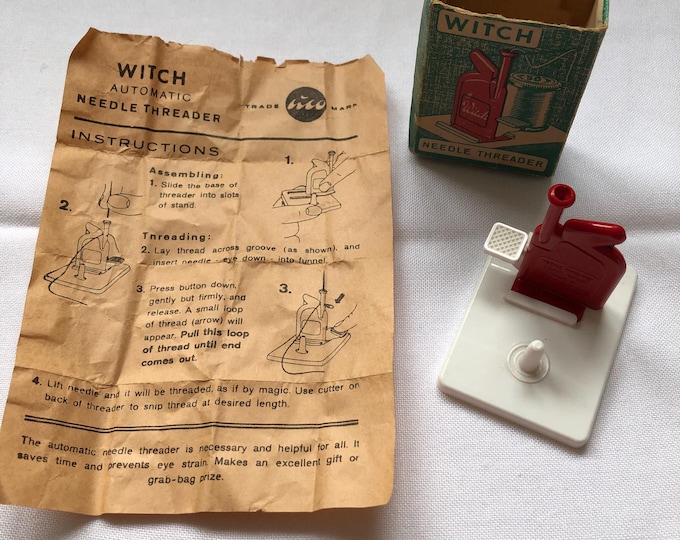 WITCH
AUTOMATIC
NEEDLE THREADER
TRADE nco MARK
INSTRUCTIONS
Assembling:
1. Slide the base of
threader into slots
of stand.
1.
2.
Threading:
2. Lay thread across groove (as shown), and
insert needle - eye down - into funnel.
3. Press button down,
gently but firmly, and
release. A small loop
of thread (arrow) will
appear. Pull this loop
of thread until end
comes out.
3.
4. Lift needle and it will be threaded, as if by magic. Use cutter on
back of threader to snip thread at desired length.
The automatic needle threader is necessary and helpful for all. It
saves time and prevents eye strain. Makes an excellent gift or
grab-bag prize.
WITCH
Witch
NEEDLE THREADER